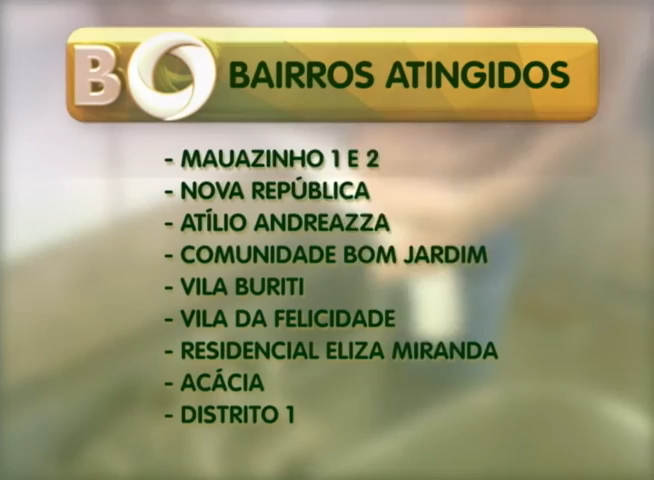 BO BAIRROS ATINGIDOS
- MAUAZINHO 1 E 2
- NOVA REPÚBLICA
- ATÍLIO ANDREAZZA
- COMUNIDADE BOM JARDIM
- VILA BURITI
- VILA DA FELICIDADE
- RESIDENCIAL ELIZA MIRANDA
- ACÁCIA
- DISTRITO 1